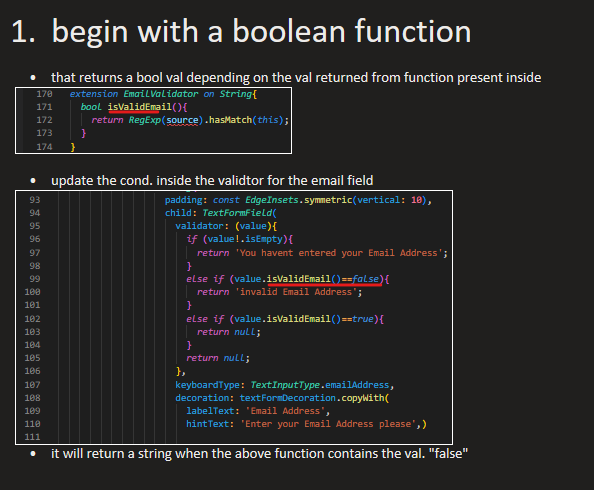 1. begin with a boolean function
• that returns a bool val depending on the val returned from function present inside
170 extension EmailValidator on String{
171 bool isValidEmail(){
172 return RegExp(source).hasMatch(this);
173 }
174 }
• update the cond. inside the validtor for the email field
93 padding: const EdgeInsets.symmetric(vertical: 10),
94 child: TextFormField(
95 validator: (value){
96 if (value!.isEmpty){
97 return 'You havent entered your Email Address';
98 }
99 else if (value.isValidEmail()==false){
100 return 'invalid Email Address';
101 }
102 else if (value.isValidEmail()==true){
103 return null;
104 }
105 return null;
106 },
107 keyboardType: TextInputType.emailAddress,
108 decoration: textFormDecoration.copyWith(
109 labelText: 'Email Address',
110 hintText: 'Enter your Email Address please',)
111
• it will return a string when the above function contains the val. "false"